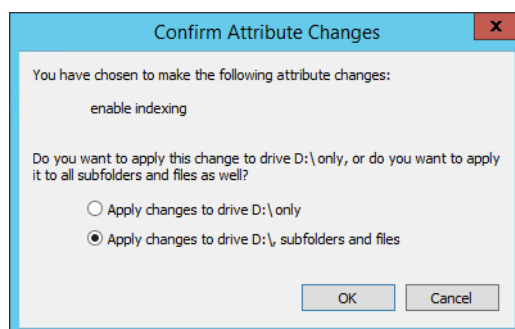 Confirm Attribute Changes
x
You have chosen to make the following attribute changes:
enable indexing
Do you want to apply this change to drive D:\ only, or do you want to apply
it to all subfolders and files as well?
Apply changes to drive D:\ only
Apply changes to drive D:\, subfolders and files
OK
Cancel